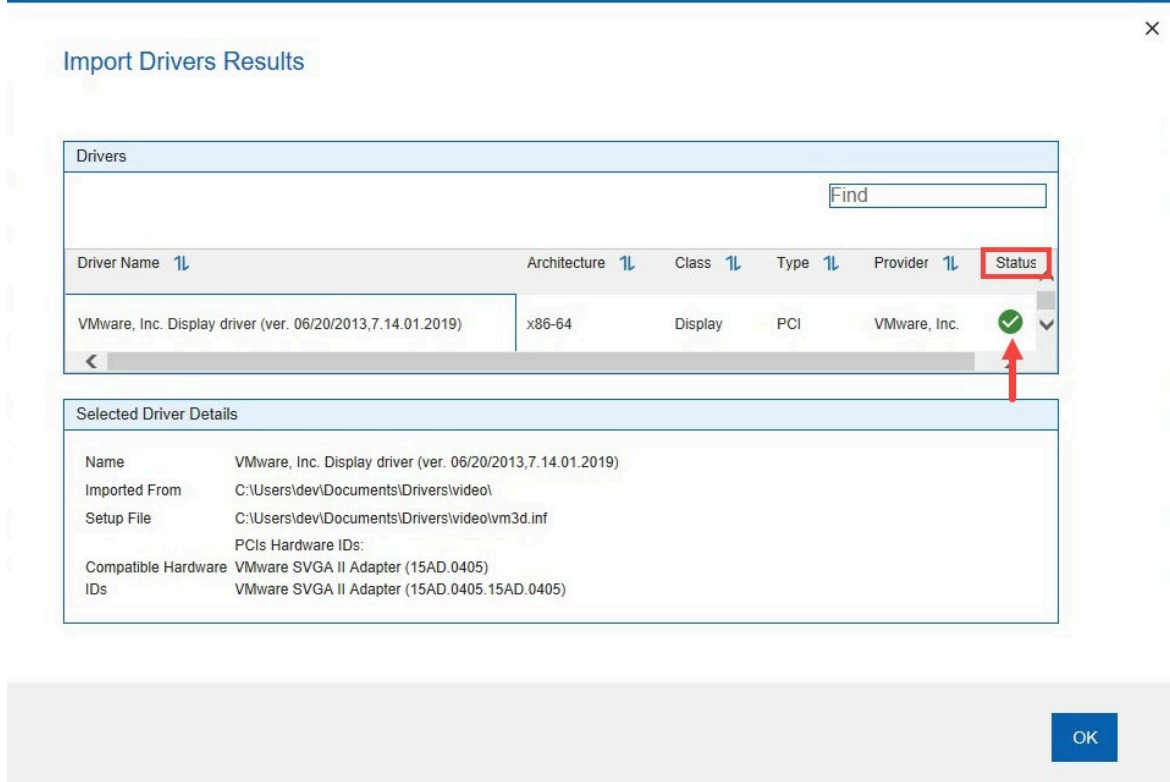 Import Drivers Results
Drivers
Find
Driver Name Architecture Class Type Provider Status
VMware, Inc. Display driver (ver. 06/20/2013,7.14.01.2019) x86-64 Display PCI VMware, Inc.
Selected Driver Details
Name VMware, Inc. Display driver (ver. 06/20/2013,7.14.01.2019)
Imported From C:\Users\dev\Documents\Drivers\video\
Setup File C:\Users\dev\Documents\Drivers\video\vm3d.inf
PCIs Hardware IDs:
Compatible Hardware VMware SVGA II Adapter (15AD.0405)
IDs VMware SVGA II Adapter (15AD.0405.15AD.0405)
OK